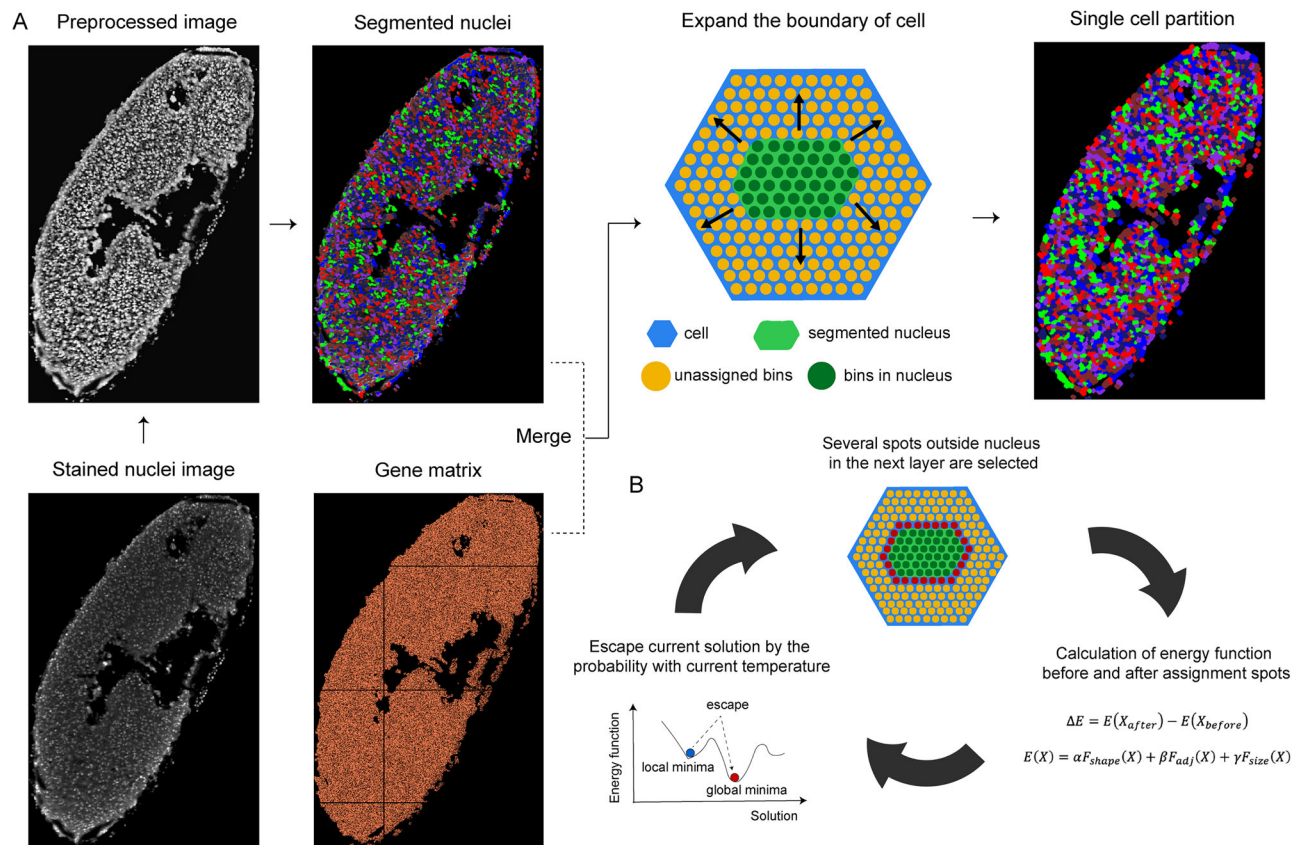 A
Preprocessed image
Segmented nuclei
Expand the boundary of cell
Single cell partition
cell
segmented nucleus
unassigned bins
bins in nucleus
Merge
Stained nuclei image
Gene matrix
B
Several spots outside nucleus
in the next layer are selected
Calculation of energy function
before and after assignment spots
ΔE = E(X_after) − E(X_before)
E(X) = αF_shape(X) + βF_adj(X) + γF_size(X)
Escape current solution by the
probability with current temperature
Energy function
escape
local minima
global minima
Solution